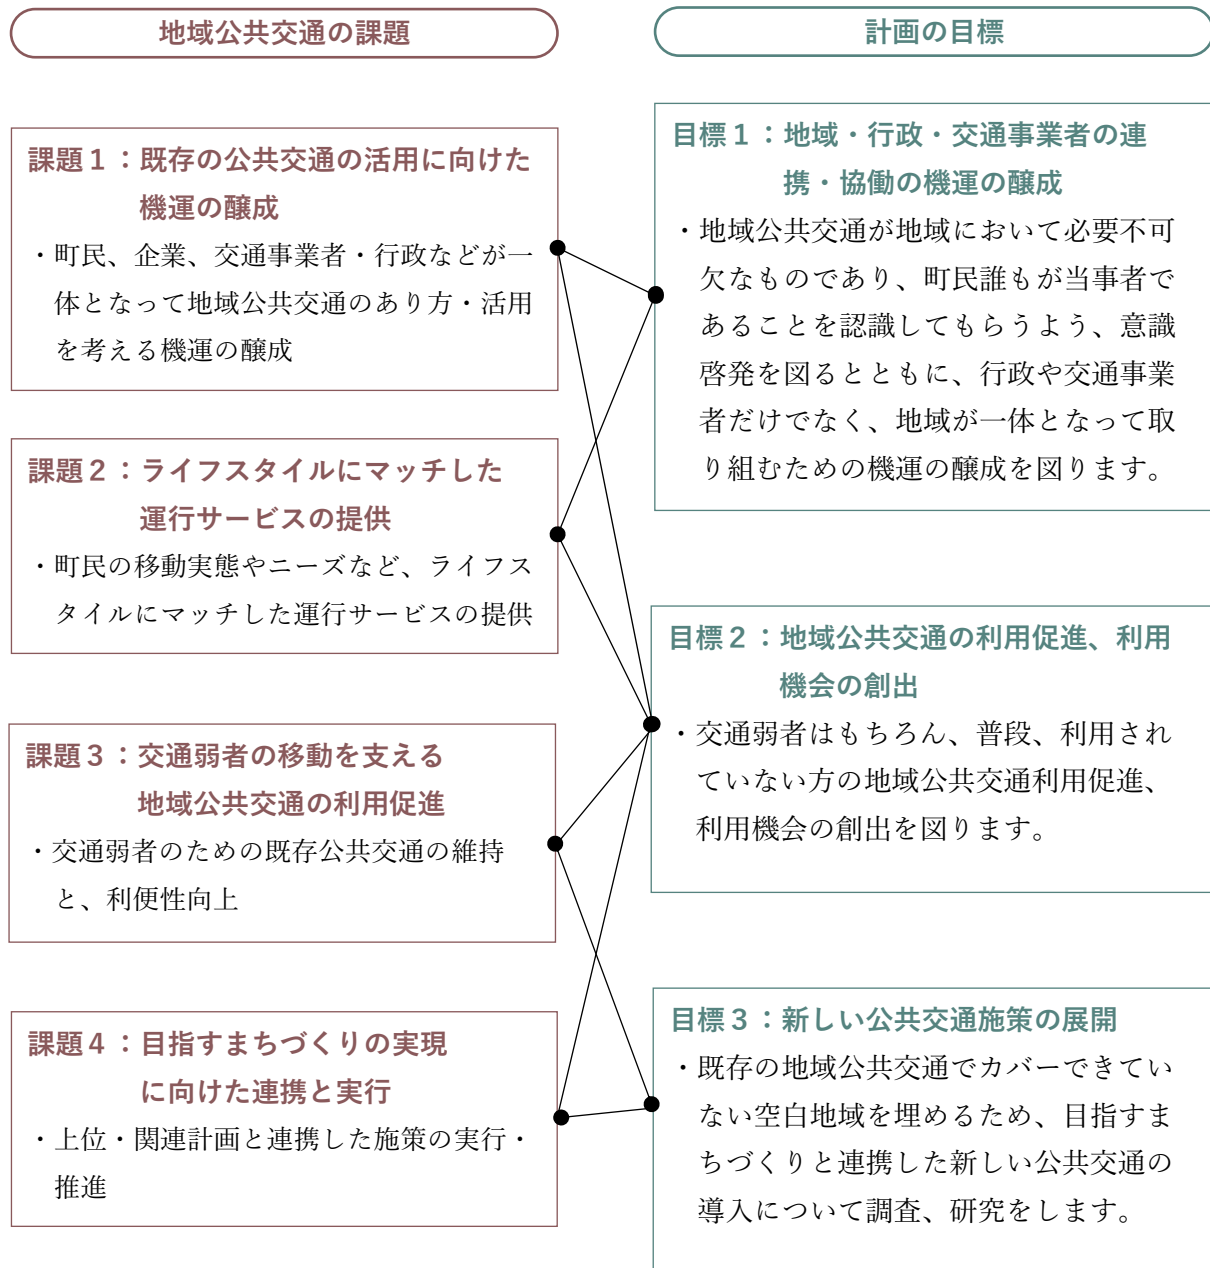 地域公共交通の課題
課題１：既存の公共交通の活用に向けた
機運の醸成
・町民、企業、交通事業者・行政などが一
体となって地域公共交通のあり方・活用
を考える機運の醸成
課題２：ライフスタイルにマッチした
運行サービスの提供
・町民の移動実態やニーズなど、ライフス
タイルにマッチした運行サービスの提供
課題３：交通弱者の移動を支える
地域公共交通の利用促進
・交通弱者のための既存公共交通の維持
と、利便性向上
課題４：目指すまちづくりの実現
に向けた連携と実行
・上位・関連計画と連携した施策の実行・
推進
計画の目標
目標１：地域・行政・交通事業者の連
携・協働の機運の醸成
・地域公共交通が地域において必要不可
欠なものであり、町民誰もが当事者で
あることを認識してもらうよう、意識
啓発を図るとともに、行政や交通事業
者だけでなく、地域が一体となって取
り組むための機運の醸成を図ります。
目標２：地域公共交通の利用促進、利用
機会の創出
・交通弱者はもちろん、普段、利用され
ていない方の地域公共交通利用促進、
利用機会の創出を図ります。
目標３：新しい公共交通施策の展開
・既存の地域公共交通でカバーできてい
ない空白地域を埋めるため、目指すま
ちづくりと連携した新しい公共交通の
導入について調査、研究をします。